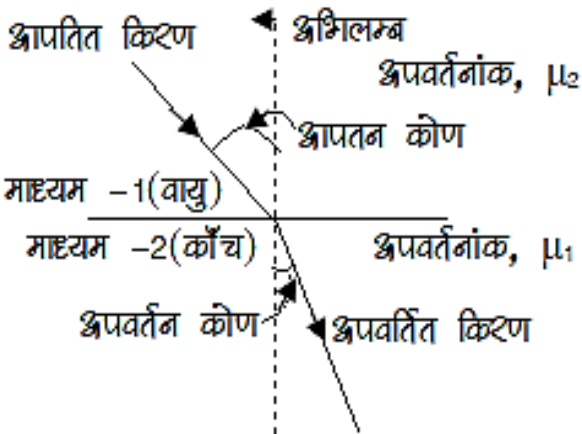 आपतित किरण
अभिलम्ब
अपवर्तनांक, μ2
आपतन कोण
माध्यम -1(वायु)
माध्यम -2(काँच)
अपवर्तनांक, μ1
अपवर्तन कोण
अपवर्तित किरण